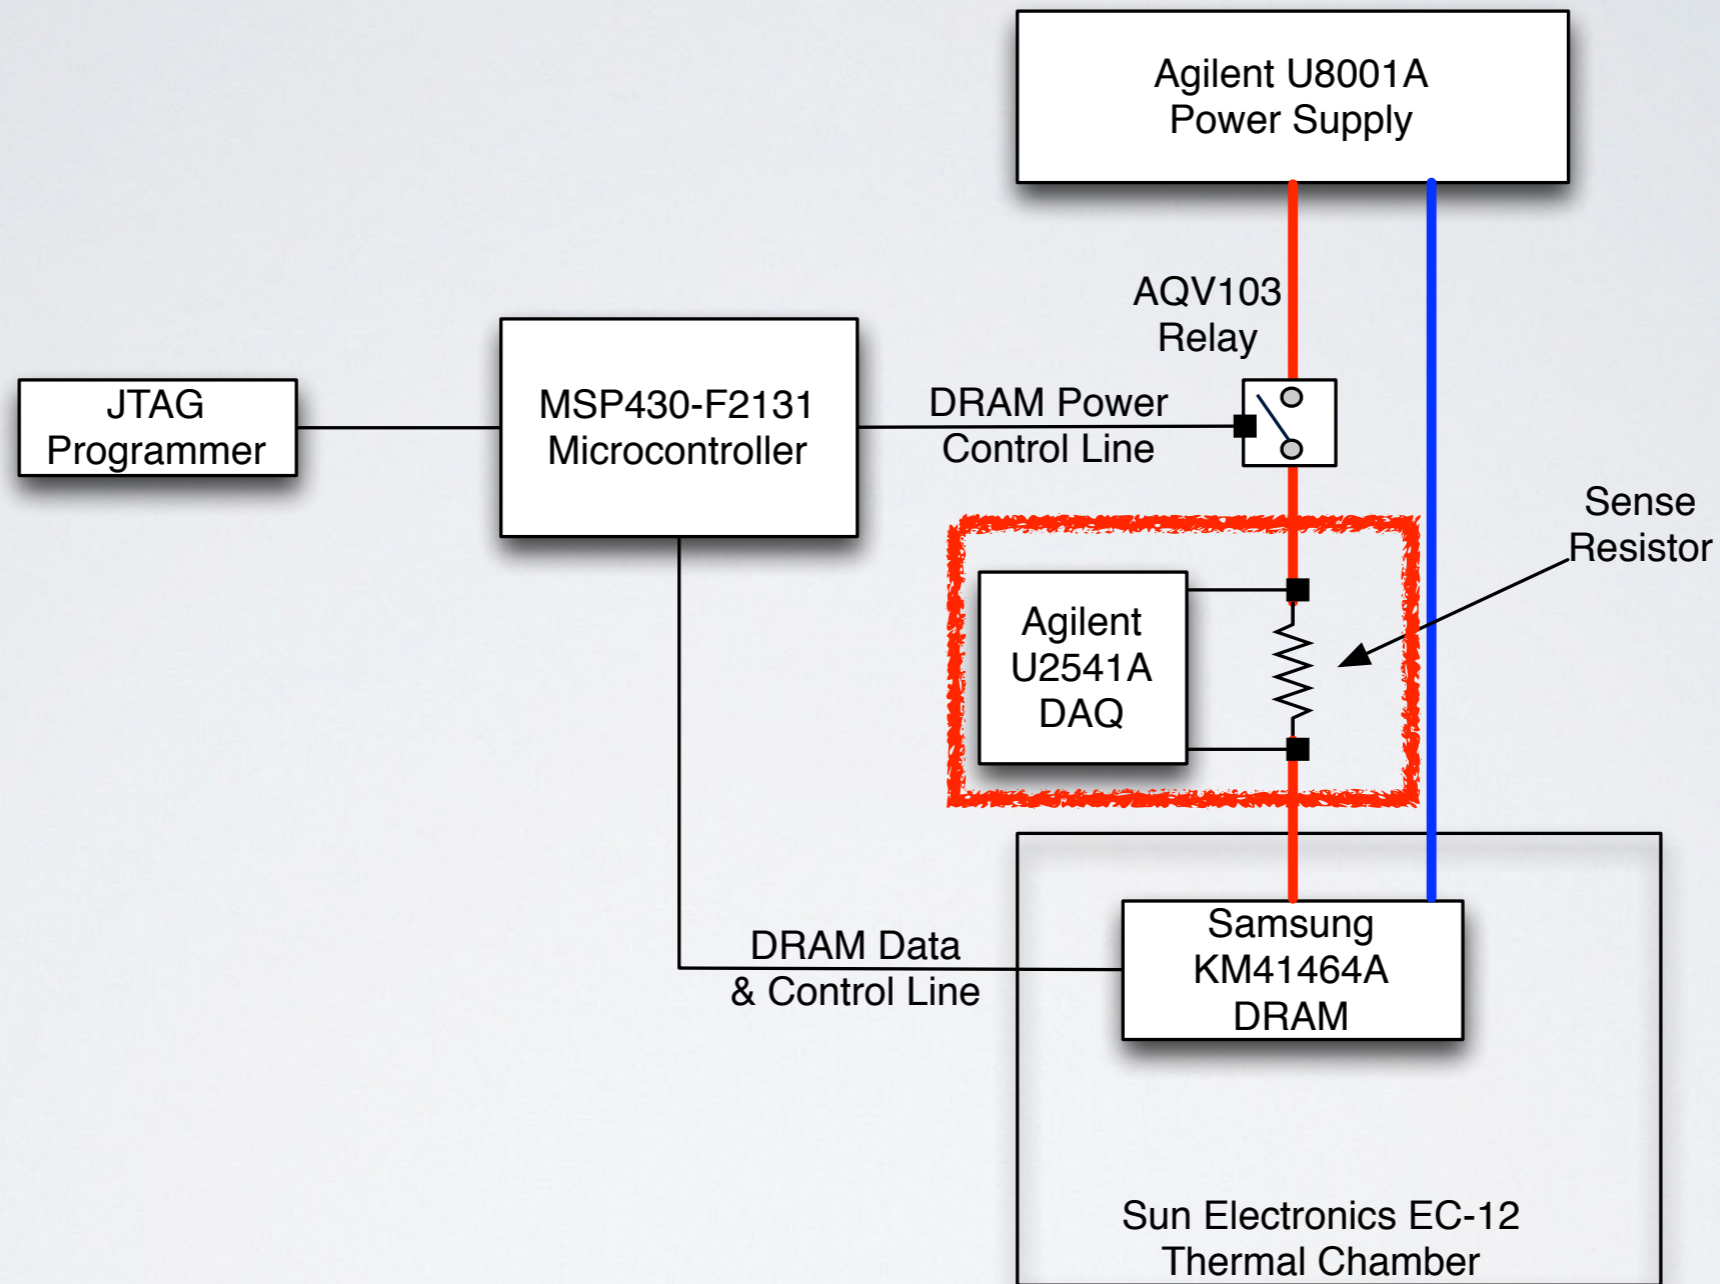 Agilent U8001A
Power Supply
AQV103
Relay
JTAG
Programmer
MSP430-F2131
Microcontroller
DRAM Power
Control Line
Sense
Resistor
Agilent
U2541A
DAQ
DRAM Data
& Control Line
Samsung
KM41464A
DRAM
Sun Electronics EC-12
Thermal Chamber